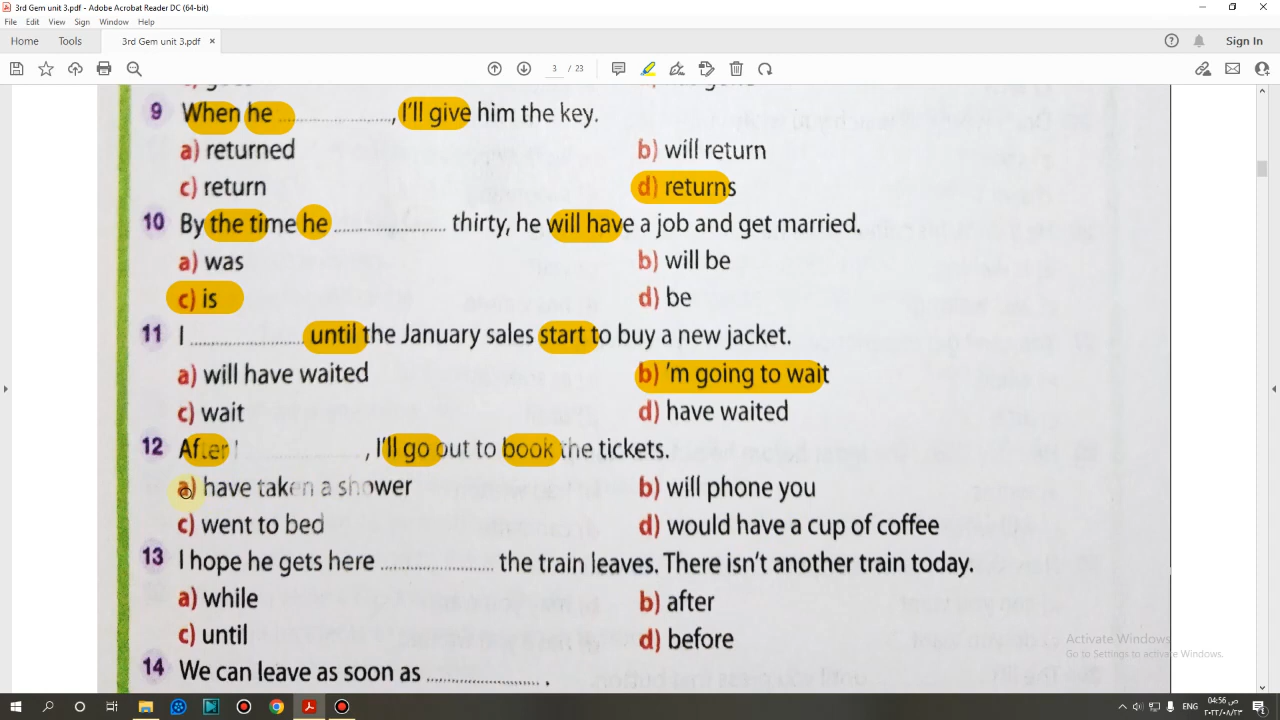 3rd Gem unit 3.pdf - Adobe Acrobat Reader DC (64-bit)
File Edit View Sign Window Help
Home Tools 3rd Gem unit 3.pdf × Sign In
3 / 23
9 When he ................, I'll give him the key.
a) returned b) will return
c) return d) returns
10 By the time he ................ thirty, he will have a job and get married.
a) was b) will be
c) is d) be
11 I ................ until the January sales start to buy a new jacket.
a) will have waited b) 'm going to wait
c) wait d) have waited
12 After I ................, I'll go out to book the tickets.
a) have taken a shower b) will phone you
c) went to bed d) would have a cup of coffee
13 I hope he gets here ................ the train leaves. There isn't another train today.
a) while b) after
c) until d) before
14 We can leave as soon as ................ .
Activate Windows
Go to Settings to activate Windows.
ENG
04:56 ص
٢٠٢٢/٠٨/٢٣